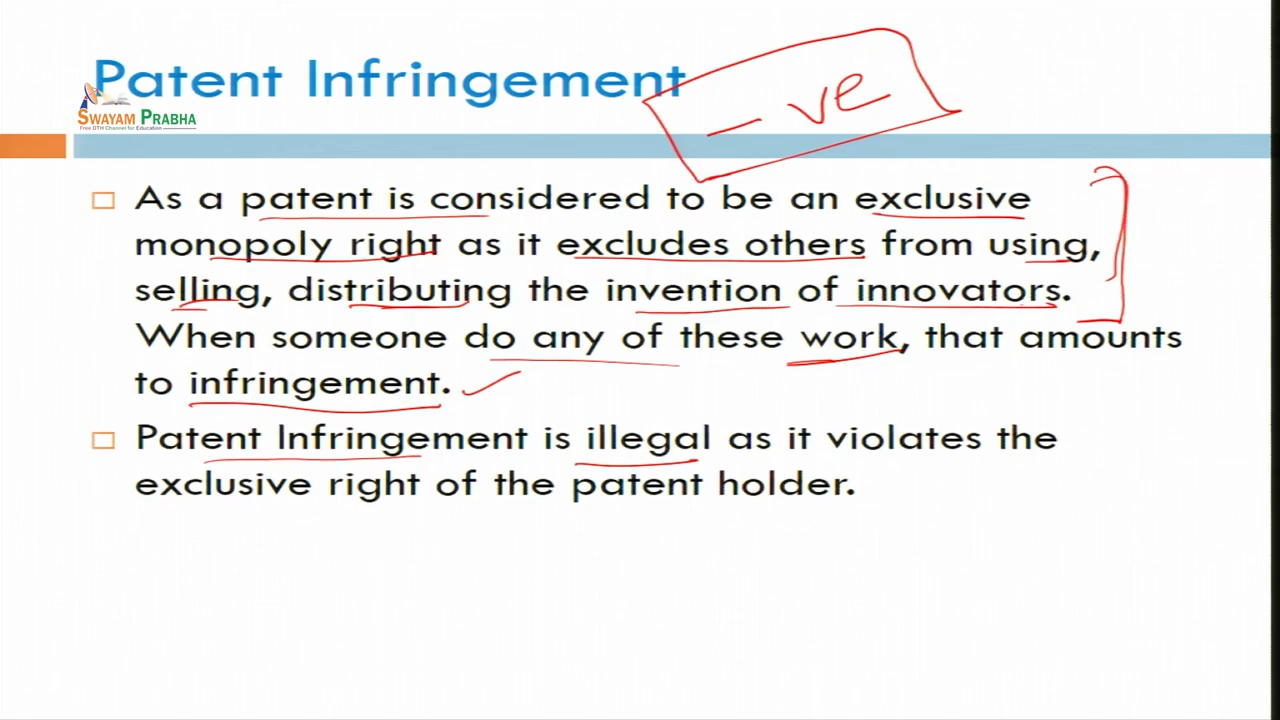 Patent Infringement
- ve
SWAYAM PRABHA
Free DTH Channel for Education
As a patent is considered to be an exclusive
monopoly right as it excludes others from using,
selling, distributing the invention of innovators.
When someone do any of these work, that amounts
to infringement.
Patent Infringement is illegal as it violates the
exclusive right of the patent holder.